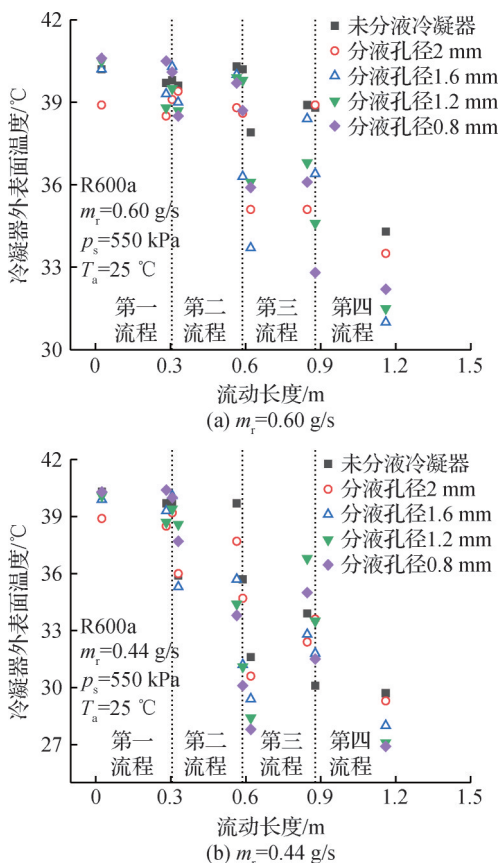 42
39
36
33
30
冷凝器外表面温度/℃
未分液冷凝器
分液孔径2 mm
分液孔径1.6 mm
分液孔径1.2 mm
分液孔径0.8 mm
R600a
mr=0.60 g/s
ps=550 kPa
Ta=25 ℃
第一 第二 第三 第四
流程 流程 流程 流程
0 0.3 0.6 0.9 1.2 1.5
流动长度/m
(a) mr=0.60 g/s
42
39
36
33
30
27
冷凝器外表面温度/℃
未分液冷凝器
分液孔径2 mm
分液孔径1.6 mm
分液孔径1.2 mm
分液孔径0.8 mm
R600a
mr=0.44 g/s
ps=550 kPa
Ta=25 ℃
第一 第二 第三 第四
流程 流程 流程 流程
0 0.3 0.6 0.9 1.2 1.5
流动长度/m
(b) mr=0.44 g/s